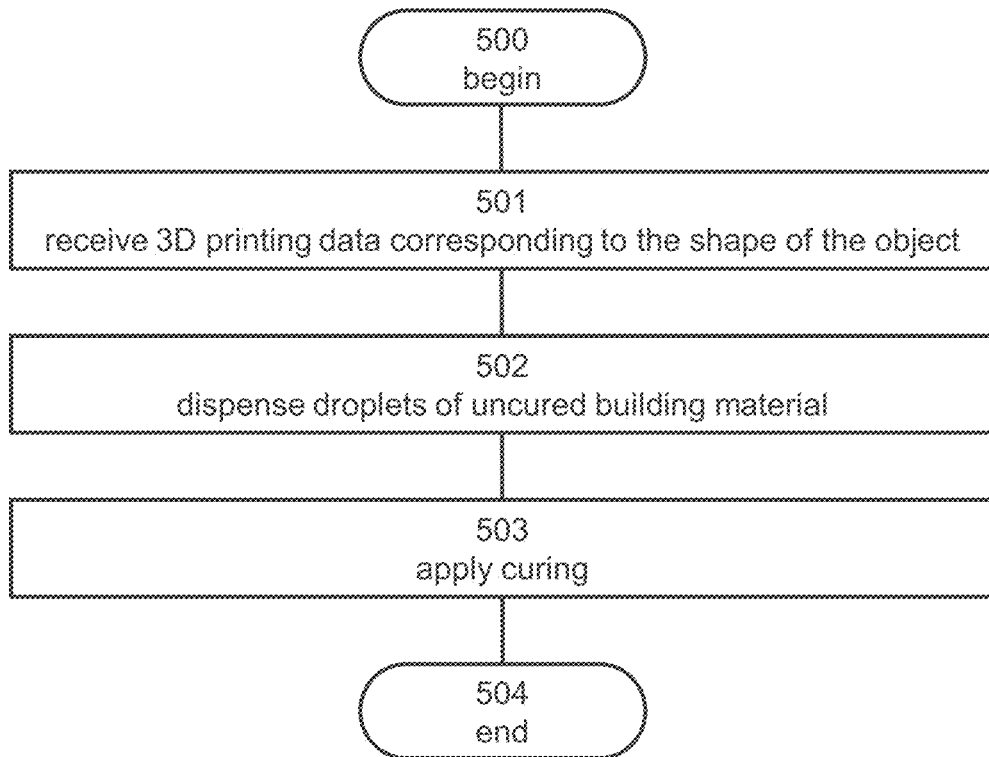 500
begin
501
receive 3D printing data corresponding to the shape of the object
502
dispense droplets of uncured building material
503
apply curing
504
end